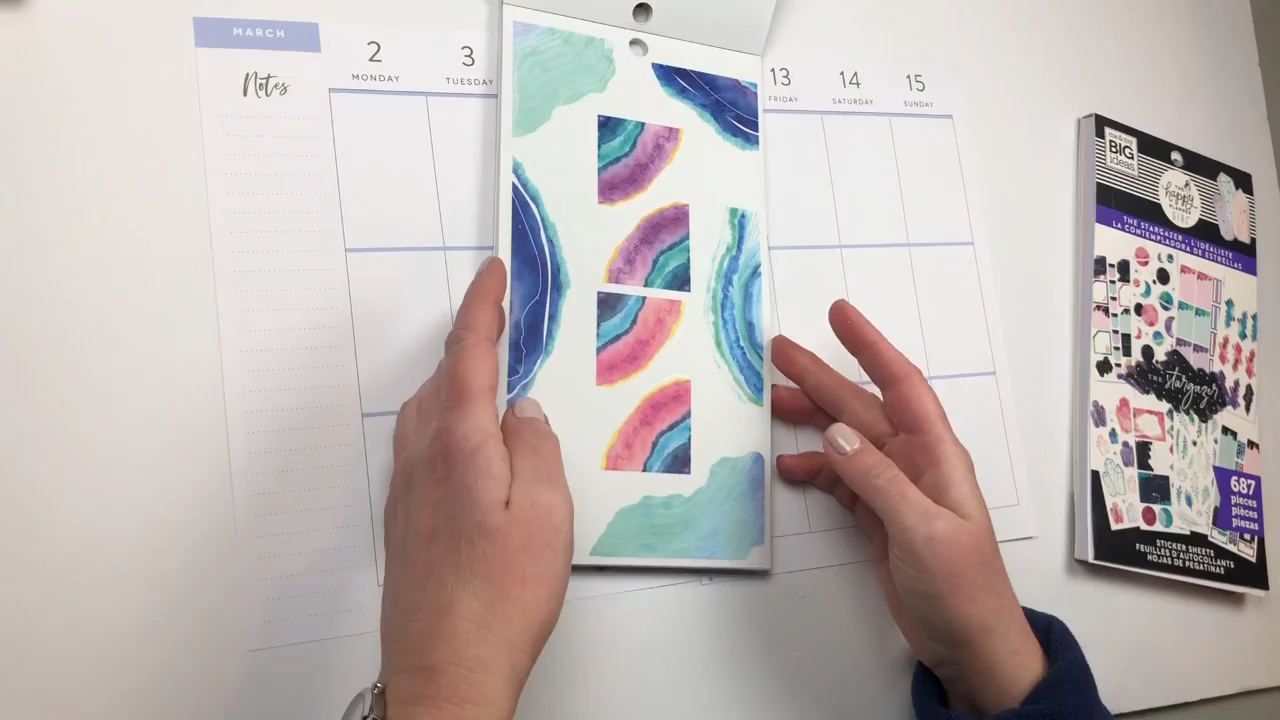 MARCH
Notes
2
MONDAY
3
TUESDAY
13
FRIDAY
14
SATURDAY
15
SUNDAY
me & my
BIG
ideas
THE
happy
PLANNER
GIRL
THE STARGAZER • L'IDÉALISTE
LA CONTEMPLADORA DE ESTRELLAS
THE stargazer
687
pieces
pièces
piezas
STICKER SHEETS
FEUILLES D'AUTOCOLLANTS
HOJAS DE PEGATINAS